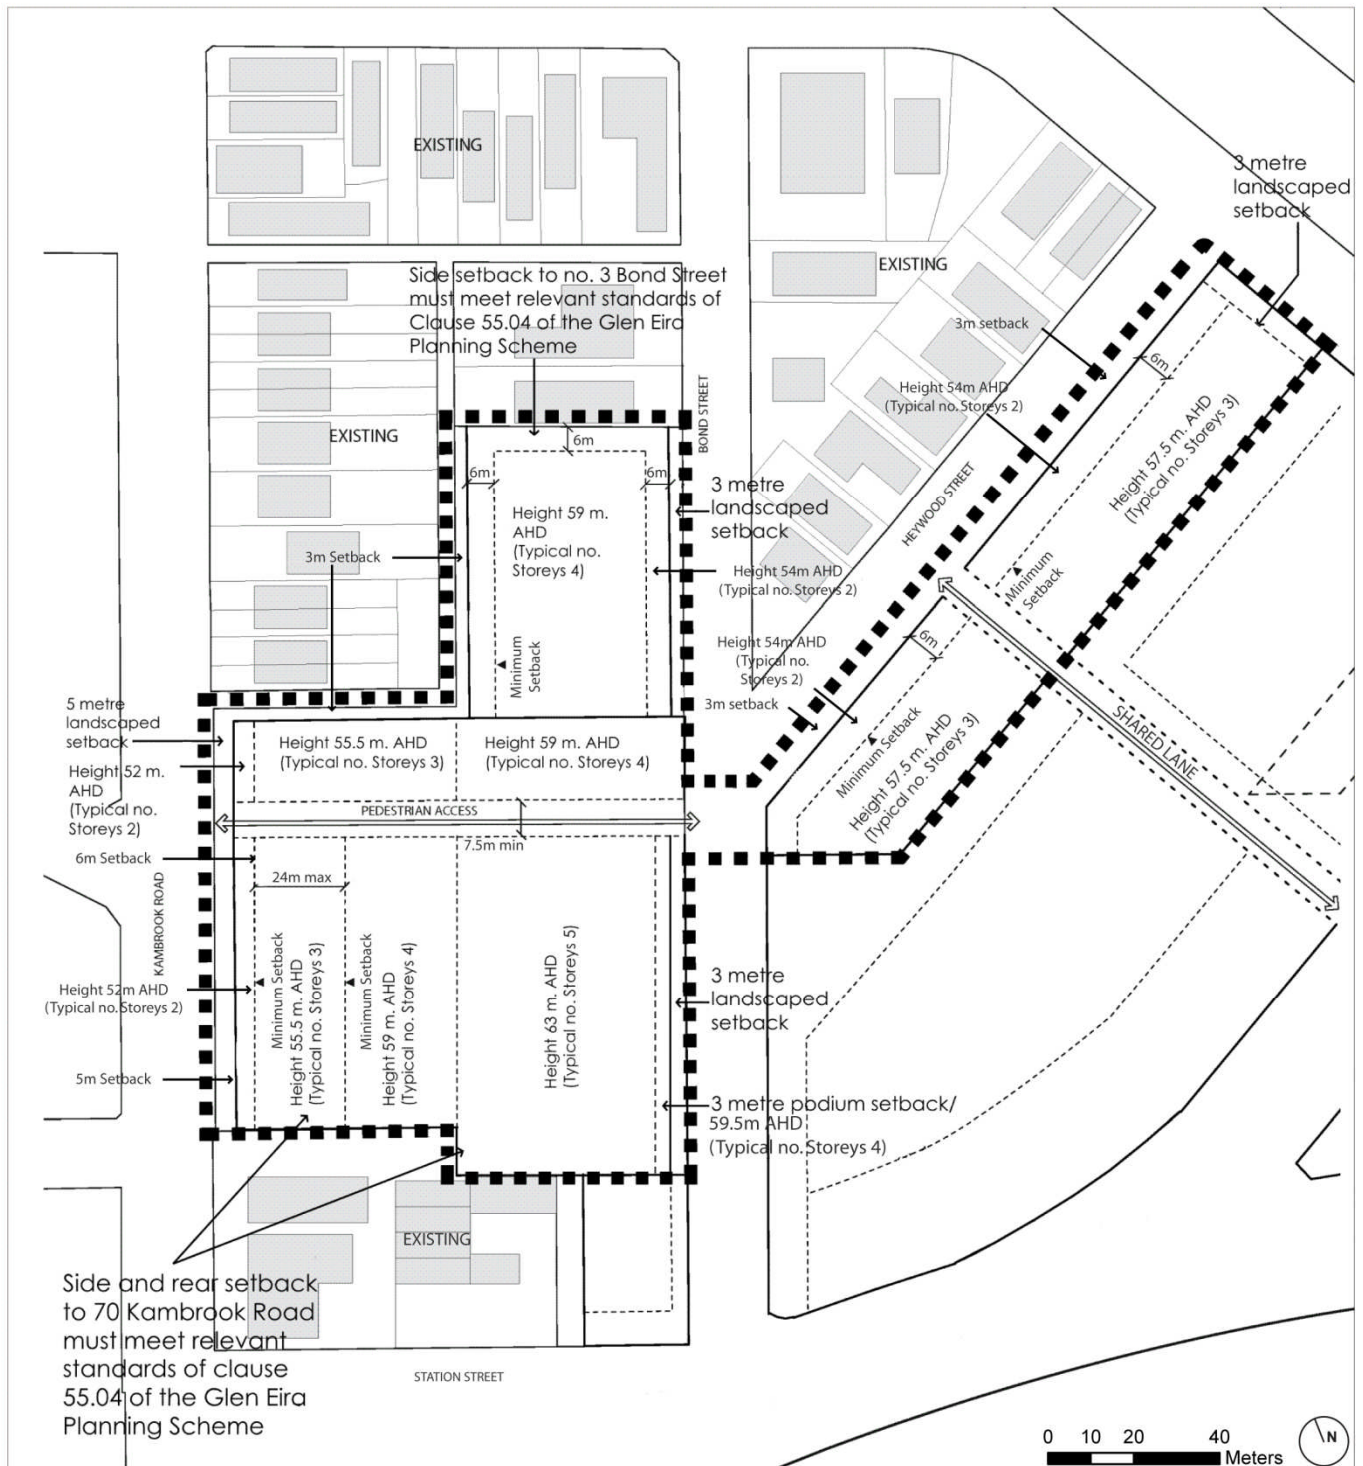 EXISTING
3 metre
landscaped
setback
EXISTING
Side setback to no. 3 Bond Street
must meet relevant standards of
Clause 55.04 of the Glen Eira
Planning Scheme
3m setback
6m
Height 54m AHD
(Typical no. Storeys 2)
Height 57.5 m. AHD
(Typical no. Storeys 3)
BOND STREET
EXISTING
6m
6m
6m
3 metre
landscaped
setback
HEYWOOD STREET
Height 59 m.
AHD
(Typical no.
Storeys 4)
3m Setback
Height 54m AHD
(Typical no. Storeys 2)
Minimum
Setback
Minimum
Setback
6m
Height 54m AHD
(Typical no.
Storeys 2)
3m setback
Minimum Setback
Height 57.5 m. AHD
(Typical no. Storeys 3)
SHARED LANE
5 metre
landscaped
setback
Height 52 m.
AHD
(Typical no.
Storeys 2)
Height 55.5 m. AHD
(Typical no. Storeys 3)
Height 59 m. AHD
(Typical no. Storeys 4)
PEDESTRIAN ACCESS
7.5m min
6m Setback
24m max
KAMBROOK ROAD
Height 52m AHD
(Typical no. Storeys 2)
5m Setback
Minimum Setback
Height 55.5 m. AHD
(Typical no. Storeys 3)
Minimum Setback
Height 59 m. AHD
(Typical no. Storeys 4)
Height 63 m. AHD
(Typical no. Storeys 5)
3 metre
landscaped
setback
3 metre podium setback/
59.5m AHD
(Typical no. Storeys 4)
EXISTING
Side and rear setback
to 70 Kambrook Road
must meet relevant
standards of clause
55.04 of the Glen Eira
Planning Scheme
STATION STREET
0 10 20 40
Meters
N